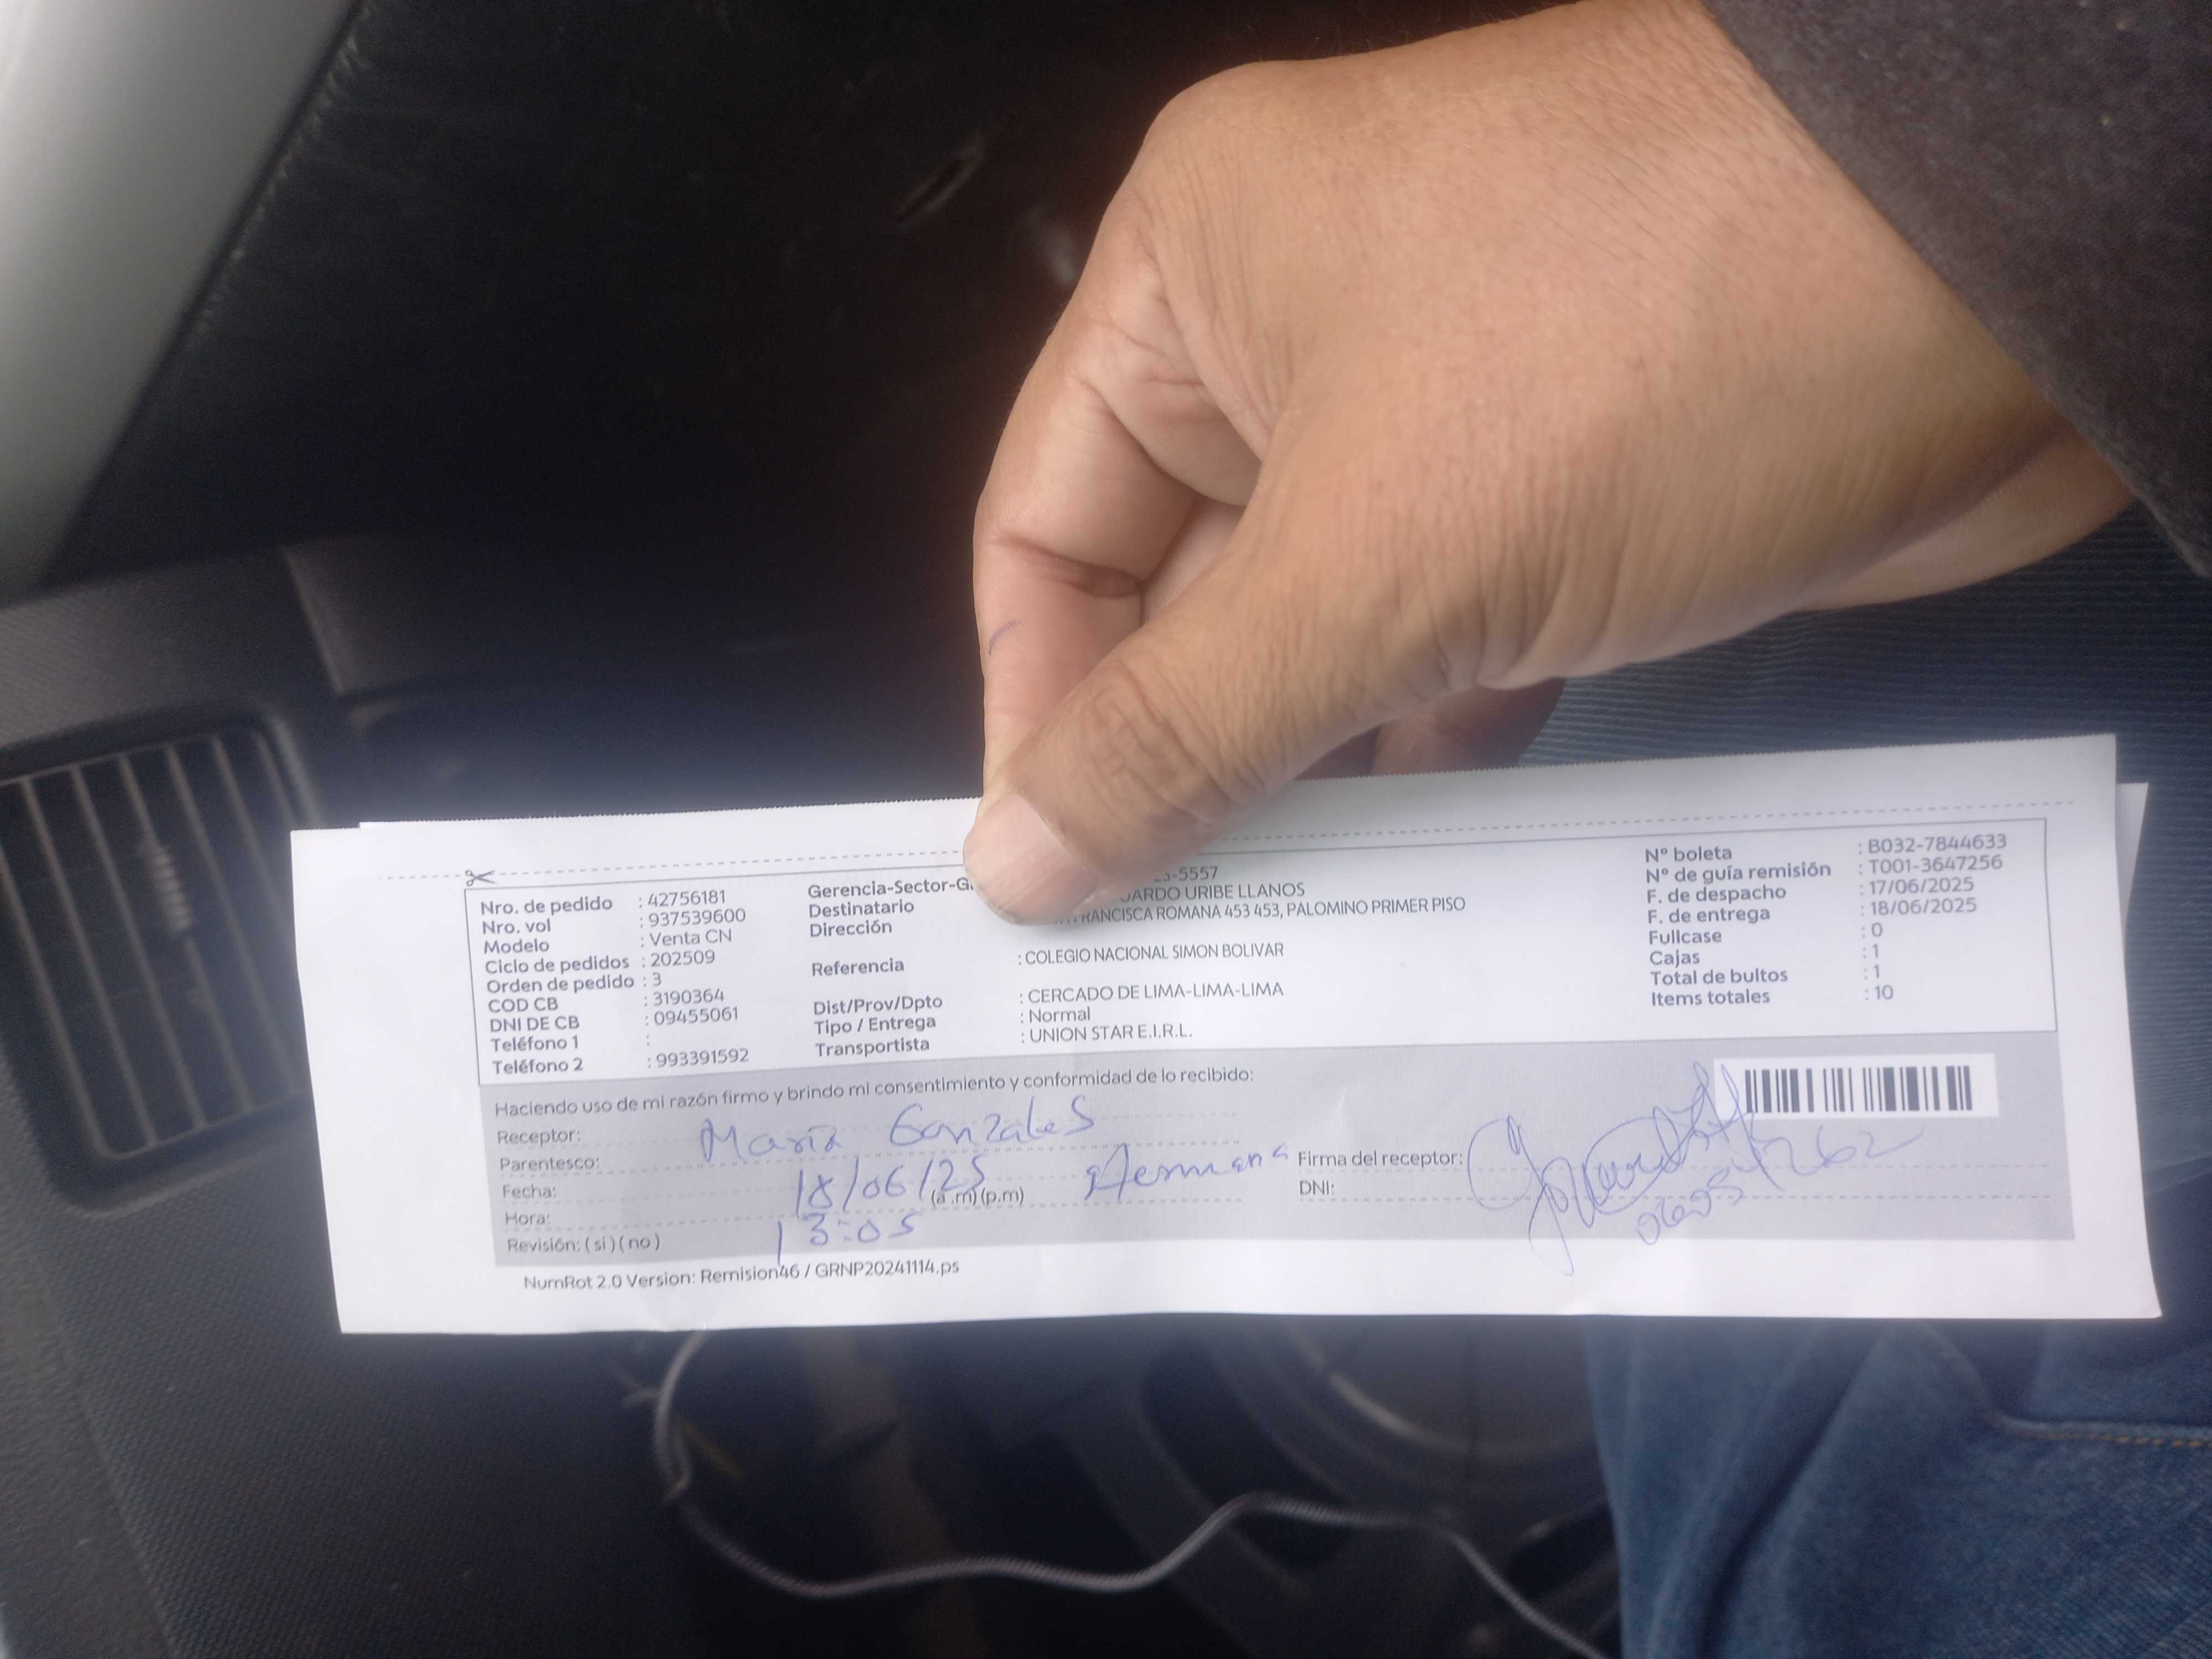 Nro. de pedido : 42756181
Nro. vol : 937539600
Modelo : Venta CN
Ciclo de pedidos : 202509
Orden de pedido : 3
COD CB : 3190364
DNI DE CB : 09455061
Teléfono 1 :
Teléfono 2 : 993391592
Gerencia-Sector-G -5557
Destinatario URIBE LLANOS
Dirección FRANCISCA ROMANA 453 453, PALOMINO PRIMER PISO
Referencia : COLEGIO NACIONAL SIMON BOLIVAR
Dist/Prov/Dpto : CERCADO DE LIMA-LIMA-LIMA
Tipo / Entrega : Normal
Transportista : UNION STAR E.I.R.L.
Nº boleta : B032-7844633
Nº de guía remisión : T001-3647256
F. de despacho : 17/06/2025
F. de entrega : 18/06/2025
Fullcase : 0
Cajas : 1
Total de bultos : 1
Items totales : 10
Haciendo uso de mi razón firmo y brindo mi consentimiento y conformidad de lo recibido:
Receptor: María Gonzales
Parentesco: Hermana
Fecha: 18/06/25
(a .m) (p.m)
Hora: 13:05
Revisión: ( si ) ( no )
Firma del receptor:
DNI:
NumRot 2.0 Version: Remision46 / GRNP20241114.ps